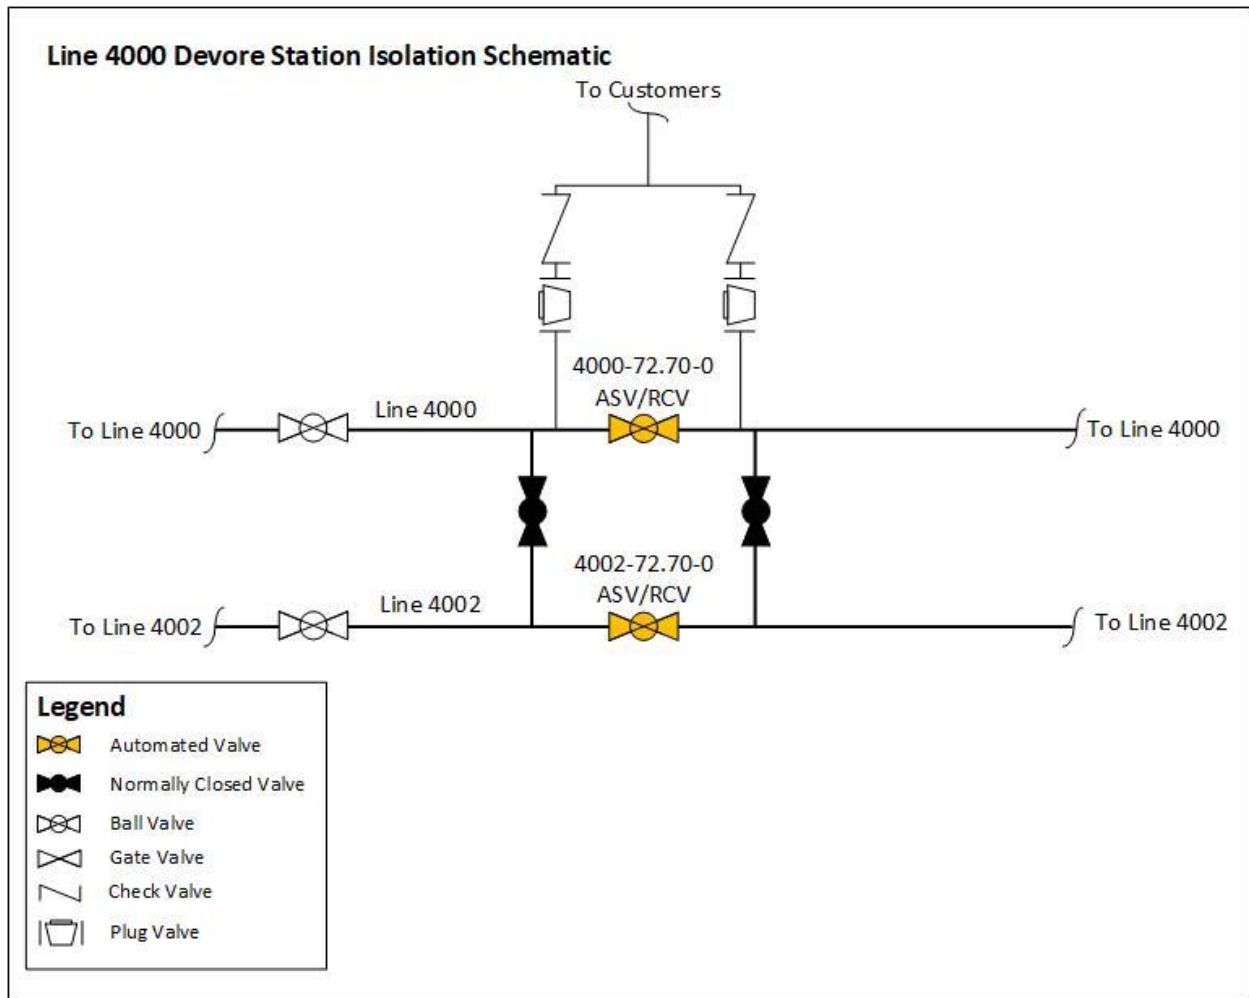 Line 4000 Devore Station Isolation Schematic
To Customers
4000-72.70-0
ASV/RCV
Line 4000
To Line 4000
To Line 4000
4002-72.70-0
ASV/RCV
Line 4002
To Line 4002
To Line 4002
Legend
Automated Valve
Normally Closed Valve
Ball Valve
Gate Valve
Check Valve
Plug Valve